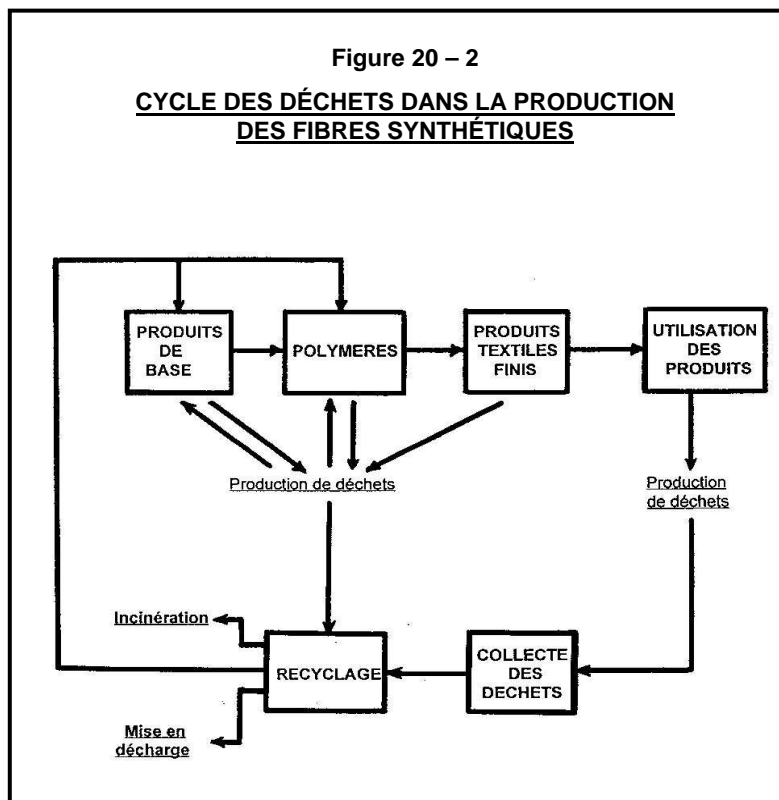 Figure 20 – 2
CYCLE DES DÉCHETS DANS LA PRODUCTION
DES FIBRES SYNTHÉTIQUES
PRODUITS
DE
BASE
POLYMERES
PRODUITS
TEXTILES
FINIS
UTILISATION
DES
PRODUITS
Production de déchets
Production
de déchets
Incinération
RECYCLAGE
COLLECTE
DES
DECHETS
Mise en
décharge